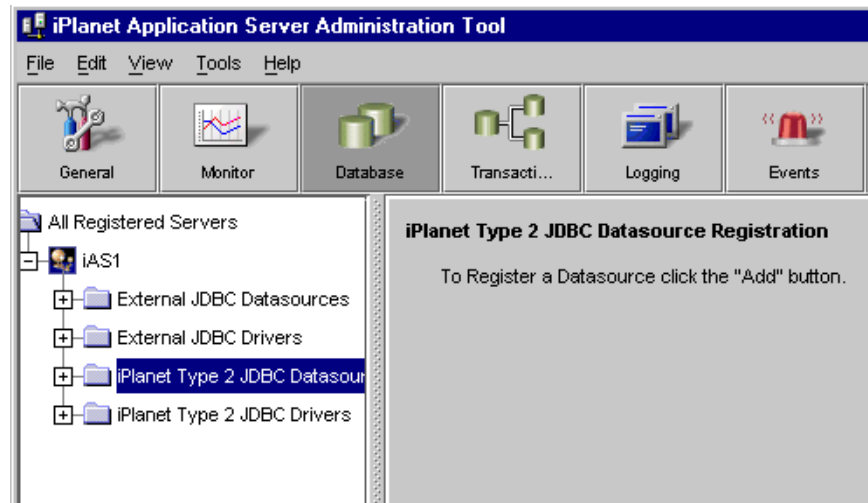 iPlanet Application Server Administration Tool
File Edit View Tools Help
General Monitor Database Transacti... Logging Events
All Registered Servers
iAS1
External JDBC Datasources
External JDBC Drivers
iPlanet Type 2 JDBC Datasour
iPlanet Type 2 JDBC Drivers
iPlanet Type 2 JDBC Datasource Registration
To Register a Datasource click the "Add" button.